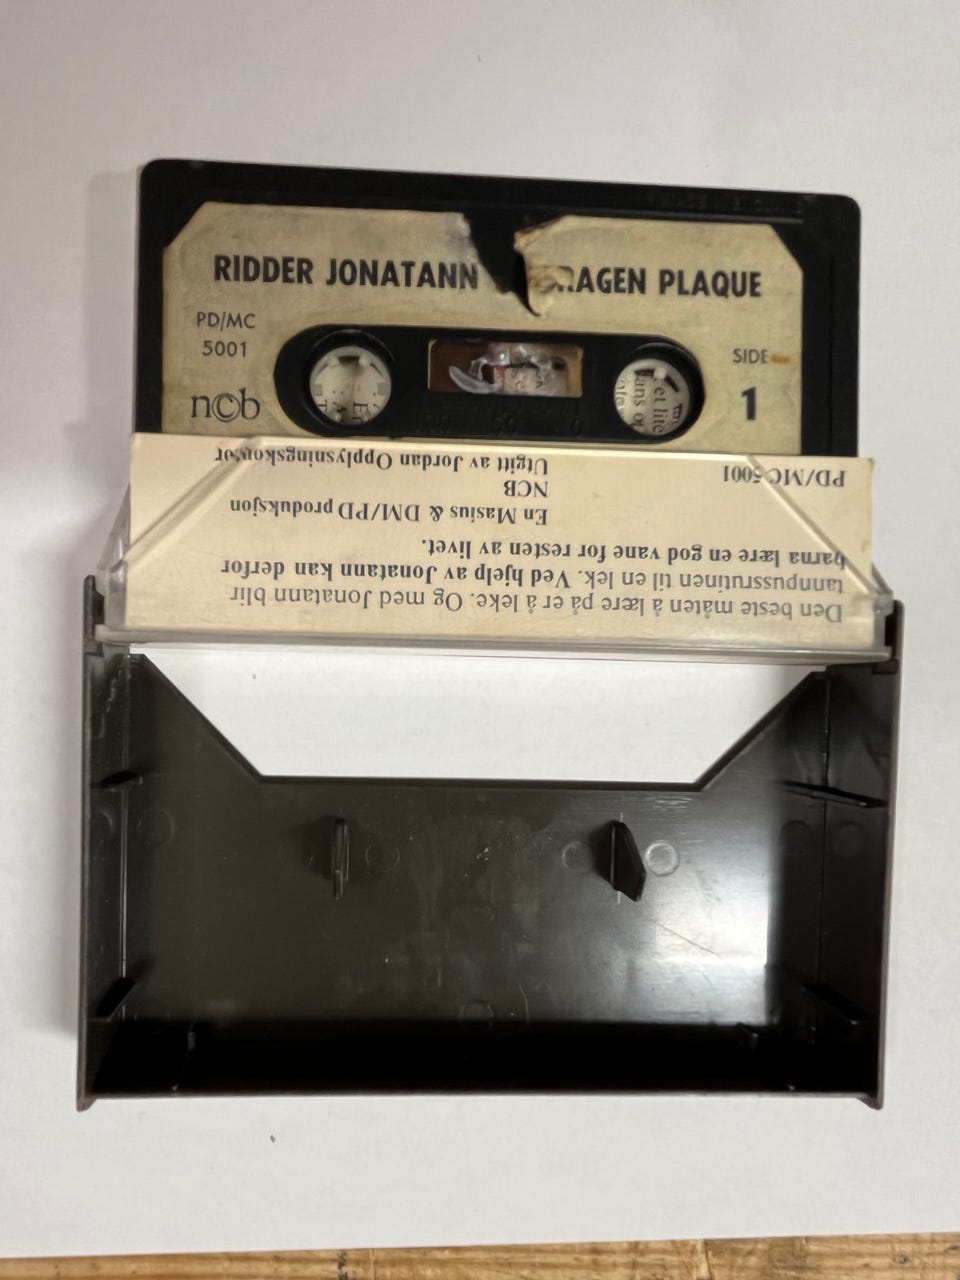 RIDDER JONATANN RAGEN PLAQUE
PD/MC
5001
ncb
SIDE
1
Den beste måten å lære på er å leke. Og med Jonatann blir
tannpussrutinen til en lek. Ved hjelp av Jonatann kan derfor
barna lære en god vane for resten av livet.
En Masius & DM/PD produksjon
NCB
PD/MC 5001
Utgitt av Jordan Opplysningskontor